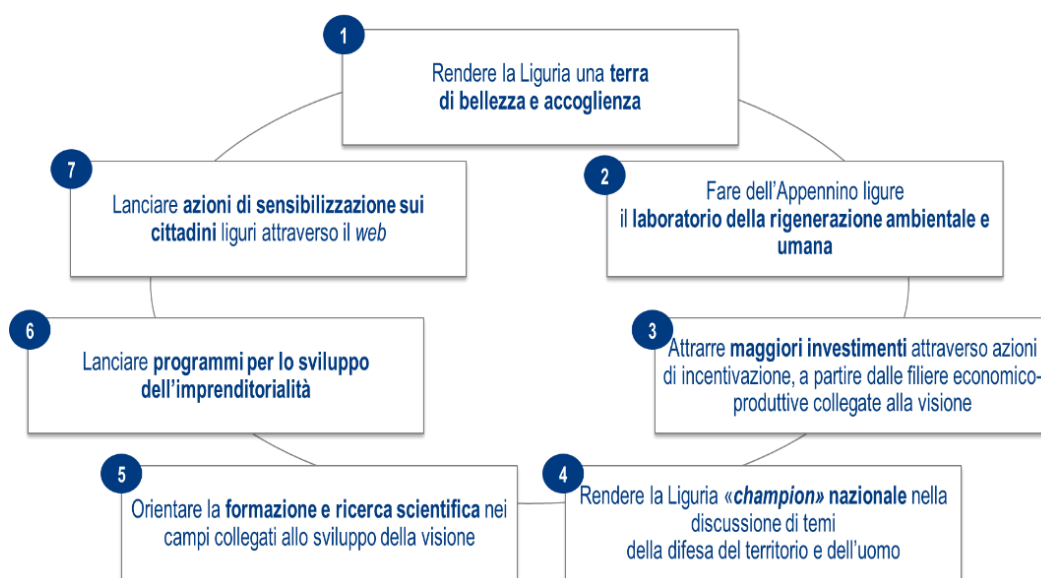 1
Rendere la Liguria una terra
di bellezza e accoglienza
2
Fare dell’Appennino ligure
il laboratorio della rigenerazione ambientale e
umana
3
Attrarre maggiori investimenti attraverso azioni
di incentivazione, a partire dalle filiere economico-
produttive collegate alla visione
4
Rendere la Liguria «champion» nazionale nella
discussione di temi
della difesa del territorio e dell’uomo
5
Orientare la formazione e ricerca scientifica nei
campi collegati allo sviluppo della visione
6
Lanciare programmi per lo sviluppo
dell’imprenditorialità
7
Lanciare azioni di sensibilizzazione sui
cittadini liguri attraverso il web